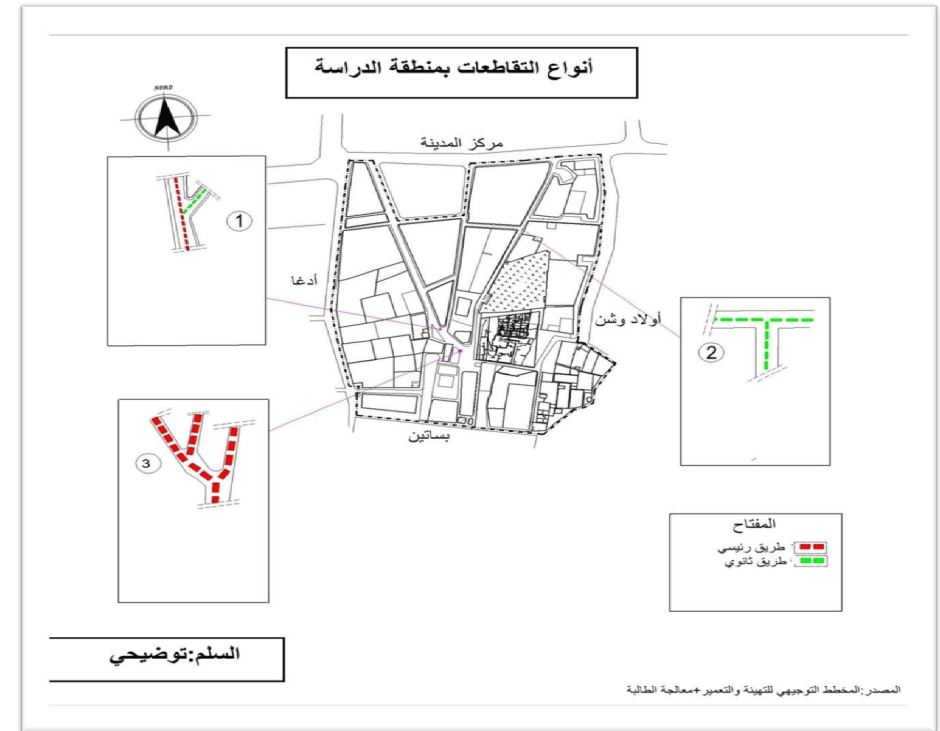 أنواع التقاطعات بمنطقة الدراسة
NORD
مركز المدينة
1
أدغا
أولاد وشن
2
3
بساتين
المفتاح
طريق رئيسي
طريق ثانوي
السلم:توضيحي
المصدر:المخطط التوجيهي للتهيئة والتعمير+معالجة الطالبة